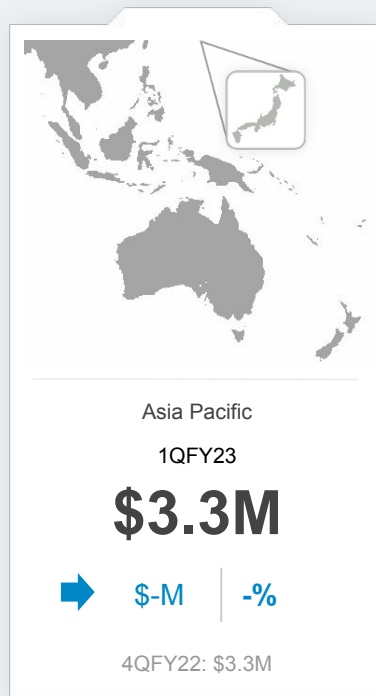 Asia Pacific
1QFY23
$3.3M
$-M -%
4QFY22: $3.3M